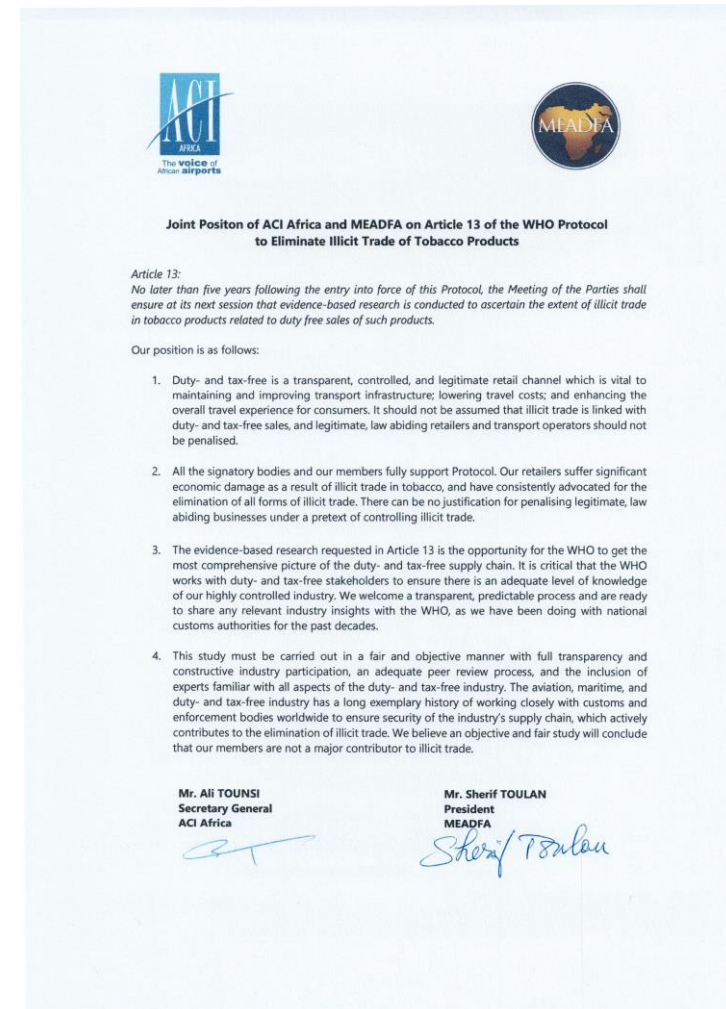 ACI
AFRICA
The voice of
African airports
MEADFA
Joint Positon of ACI Africa and MEADFA on Article 13 of the WHO Protocol
to Eliminate Illicit Trade of Tobacco Products
Article 13:
No later than five years following the entry into force of this Protocol, the Meeting of the Parties shall
ensure at its next session that evidence-based research is conducted to ascertain the extent of illicit trade
in tobacco products related to duty free sales of such products.
Our position is as follows:
1. Duty- and tax-free is a transparent, controlled, and legitimate retail channel which is vital to
maintaining and improving transport infrastructure; lowering travel costs; and enhancing the
overall travel experience for consumers. It should not be assumed that illicit trade is linked with
duty- and tax-free sales, and legitimate, law abiding retailers and transport operators should not
be penalised.
2. All the signatory bodies and our members fully support Protocol. Our retailers suffer significant
economic damage as a result of illicit trade in tobacco, and have consistently advocated for the
elimination of all forms of illicit trade. There can be no justification for penalising legitimate, law
abiding businesses under a pretext of controlling illicit trade.
3. The evidence-based research requested in Article 13 is the opportunity for the WHO to get the
most comprehensive picture of the duty- and tax-free supply chain. It is critical that the WHO
works with duty- and tax-free stakeholders to ensure there is an adequate level of knowledge
of our highly controlled industry. We welcome a transparent, predictable process and are ready
to share any relevant industry insights with the WHO, as we have been doing with national
customs authorities for the past decades.
4. This study must be carried out in a fair and objective manner with full transparency and
constructive industry participation, an adequate peer review process, and the inclusion of
experts familiar with all aspects of the duty- and tax-free industry. The aviation, maritime, and
duty- and tax-free industry has a long exemplary history of working closely with customs and
enforcement bodies worldwide to ensure security of the industry's supply chain, which actively
contributes to the elimination of illicit trade. We believe an objective and fair study will conclude
that our members are not a major contributor to illicit trade.
Mr. Ali TOUNSI
Secretary General
ACI Africa
Mr. Sherif TOULAN
President
MEADFA
Sherif Toulan